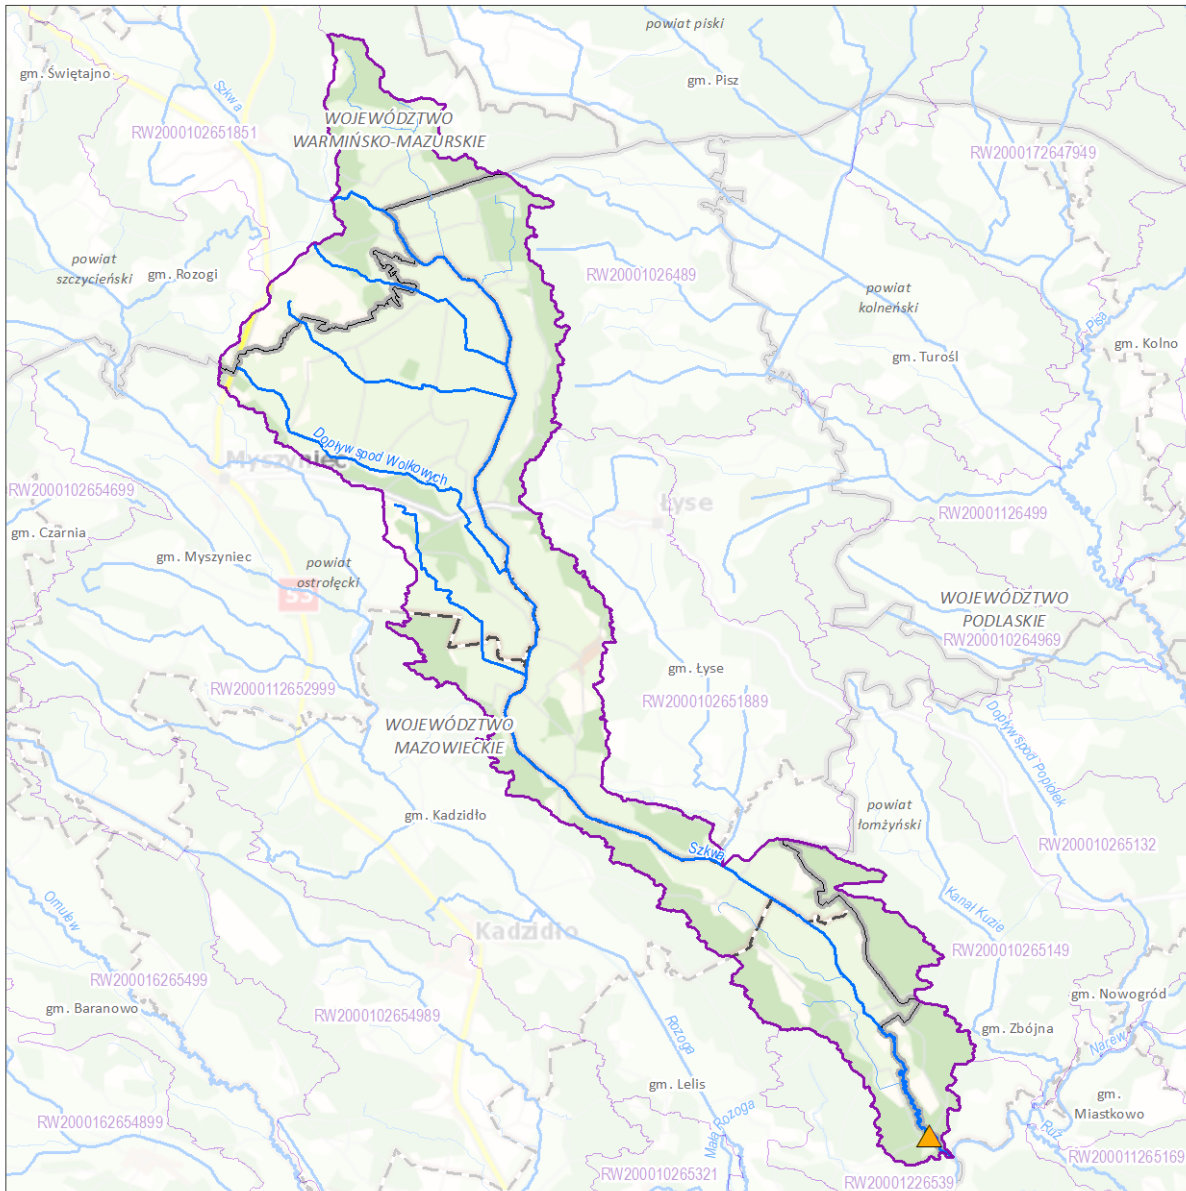 powiat piski
gm. Świętajno
gm. Pisz
Szkwa
WOJEWÓDZTWO
WARMIŃSKO-MAZURSKIE
RW2000102651851
RW2000172647949
powiat
szczycieński
gm. Rozogi
RW20001026489
powiat
kolneński
Pisa
gm. Kolno
gm. Turośl
Dopływ spod Wolkowych
Myszyniec
RW2000102654699
Łyse
RW20001126499
gm. Czarnia
gm. Myszyniec
powiat
ostrołęcki
53
WOJEWÓDZTWO
PODLASKIE
RW200010264969
gm. Łyse
RW2000112652999
RW2000102651889
WOJEWÓDZTWO
MAZOWIECKIE
Dopływ spod Popiołek
gm. Kadzidło
powiat
łomżyński
Szkwa
RW200010265132
Omulew
Kanał Kuzie
Kadzidło
RW200010265149
RW200016265499
gm. Baranowo
RW2000102654989
gm. Nowogród
gm. Zbójna
Rozoga
Narew
gm. Lelis
gm.
Miastkowo
RW2000162654899
Małe Rozoga
Ruż
RW200011265169
RW200010265321
RW20001226539